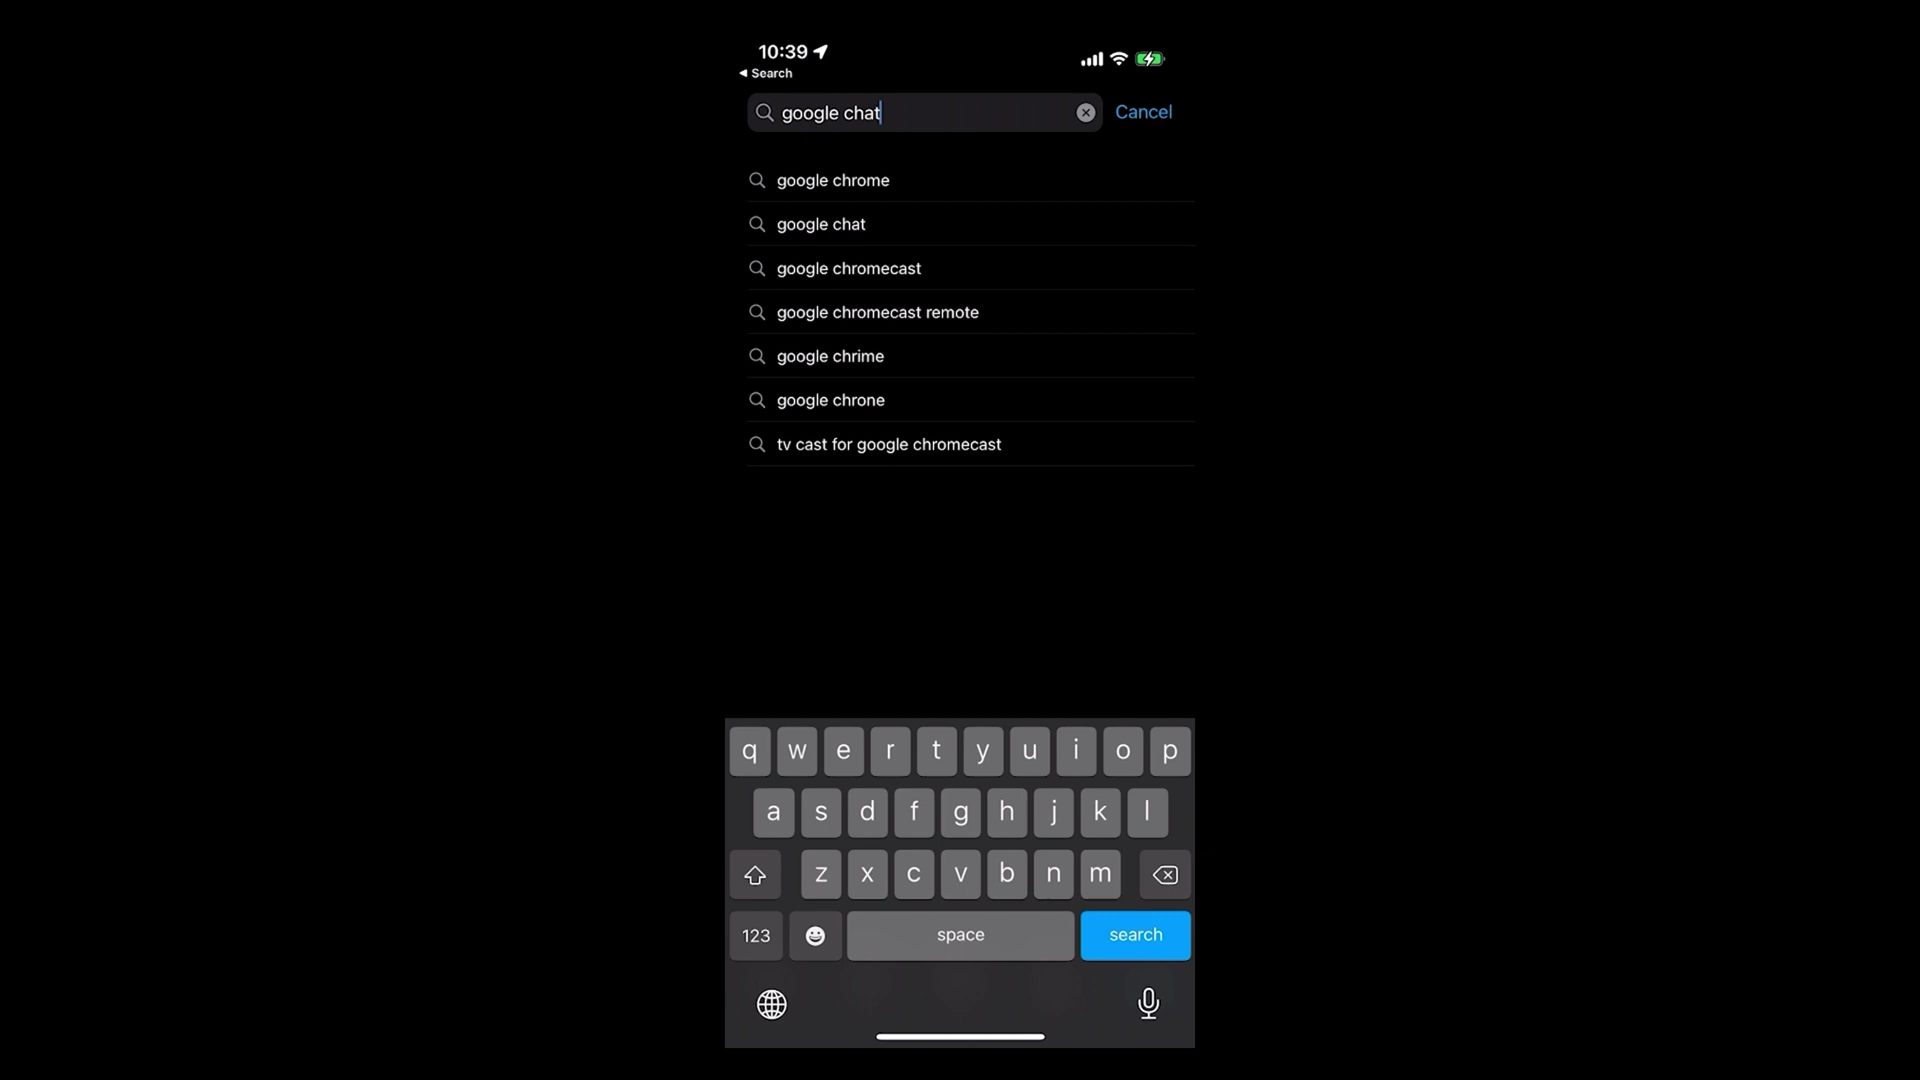 10:39
◀ Search
google chat
Cancel
google chrome
google chat
google chromecast
google chromecast remote
google chrime
google chrone
tv cast for google chromecast
q w e r t y u i o p
a s d f g h j k l
z x c v b n m
123 space search